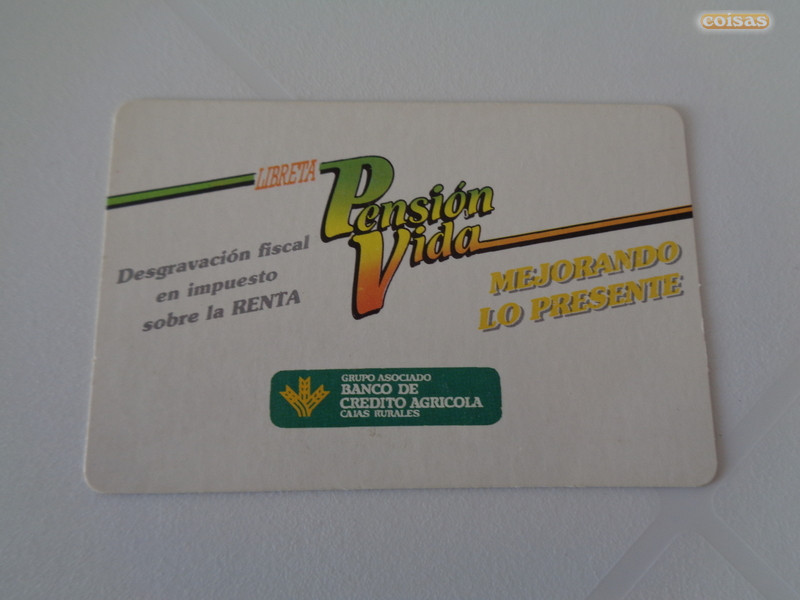 coisas
LIBRETA
Pensión
Vida
Desgravación fiscal
en impuesto
sobre la RENTA
MEJORANDO
LO PRESENTE
GRUPO ASOCIADO
BANCO DE
CREDITO AGRICOLA
CAJAS RURALES